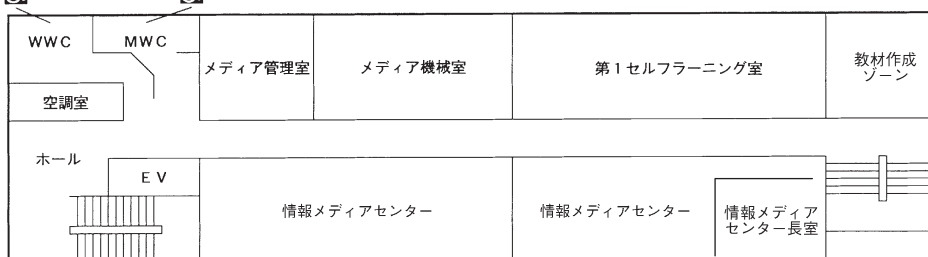 WWC
MWC
メディア管理室
メディア機械室
第1セルフラーニング室
教材作成
ゾーン
空調室
ホール
EV
情報メディアセンター
情報メディアセンター
情報メディア
センター長室